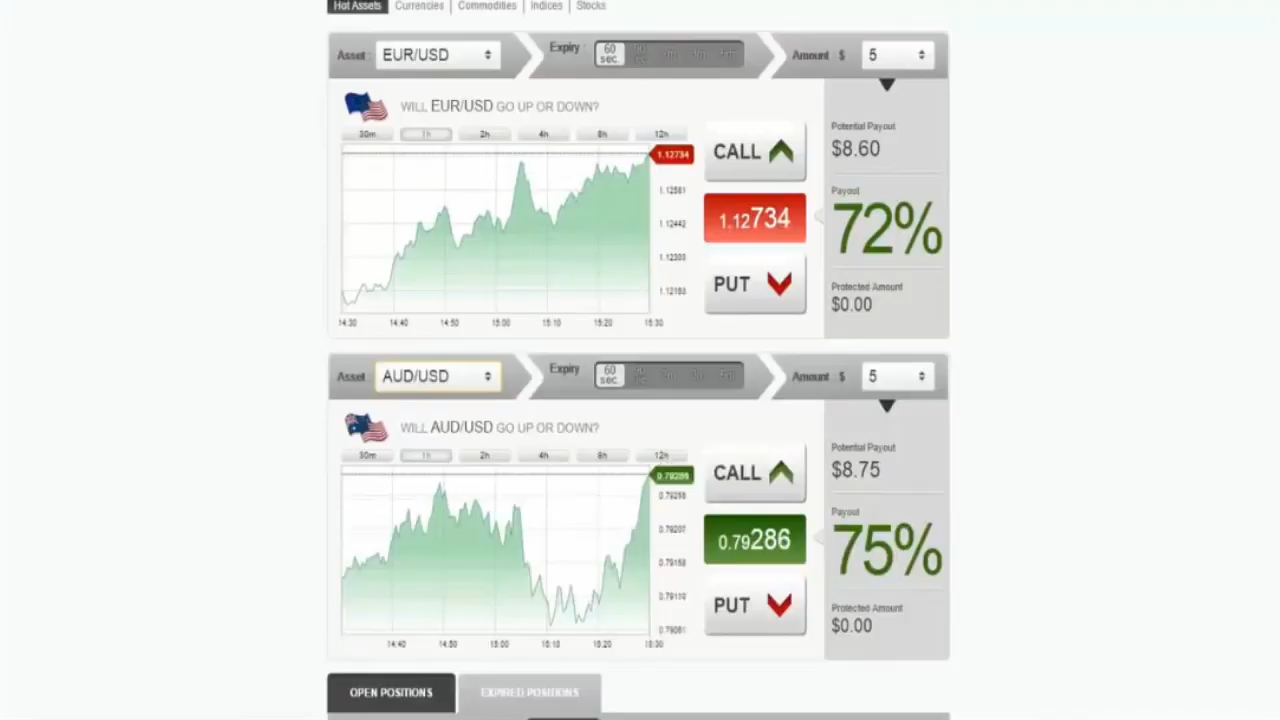 Hot Assets Currencies Commodities Indices Stocks
Asset : EUR/USD Expiry 60 sec. Amount : $ 5
WILL EUR/USD GO UP OR DOWN?
30m 1h 2h 4h 8h 12h
1.12734
1.12581
1.12442
1.12300
14:30 14:40 14:50 15:00 15:10 15:20 15:30
CALL
1.12734
PUT
Potential Payout
$8.60
Payout
72%
Protected Amount
$0.00
Asset : AUD/USD Expiry 60 sec. Amount : $ 5
WILL AUD/USD GO UP OR DOWN?
30m 1h 2h 4h 8h 12h
0.79286
0.79256
0.79207
0.79158
0.79110
0.79061
14:40 14:50 15:00 15:10 15:20 15:30
CALL
0.79286
PUT
Potential Payout
$8.75
Payout
75%
Protected Amount
$0.00
OPEN POSITIONS EXPIRED POSITIONS